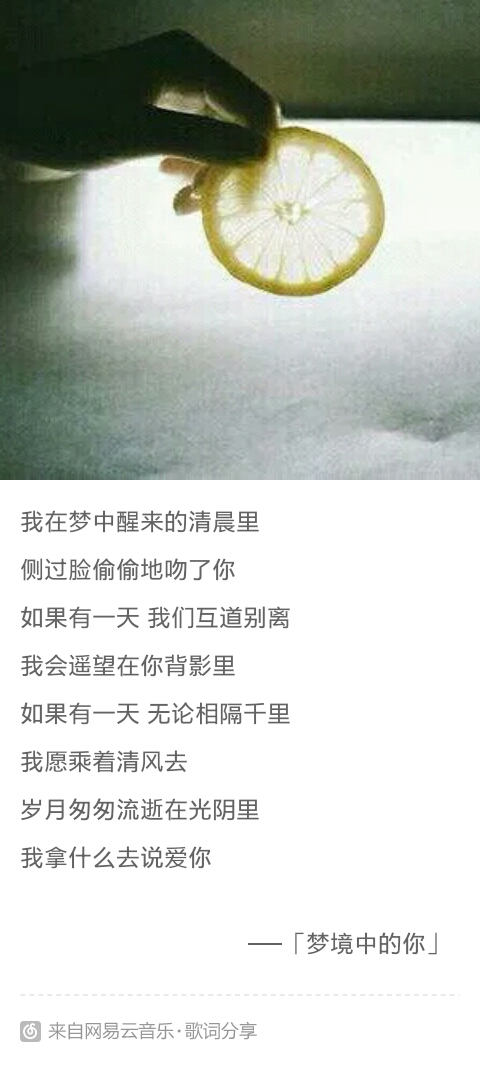 我在梦中醒来的清晨里
侧过脸偷偷地吻了你
如果有一天 我们互道别离
我会遥望在你背影里
如果有一天 无论相隔千里
我愿乘着清风去
岁月匆匆流逝在光阴里
我拿什么去说爱你
——「梦境中的你」
来自网易云音乐·歌词分享